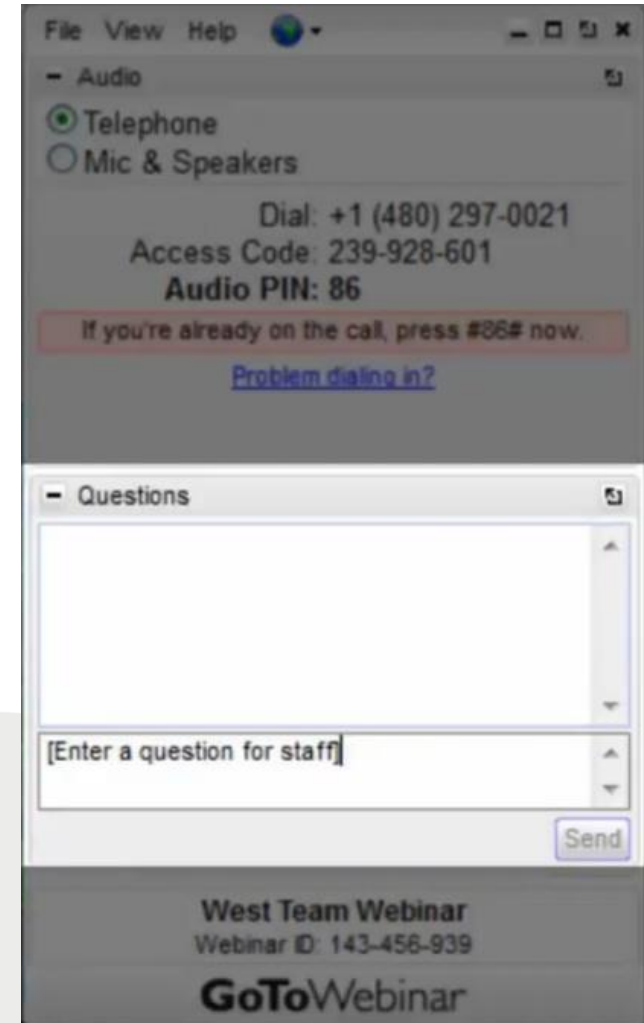 File View Help
Audio
Telephone
Mic & Speakers
Dial: +1 (480) 297-0021
Access Code: 239-928-601
Audio PIN: 86
If you're already on the call, press #86# now.
Problem dialing in?
Questions
[Enter a question for staff]
Send
West Team Webinar
Webinar ID: 143-456-939
GoToWebinar